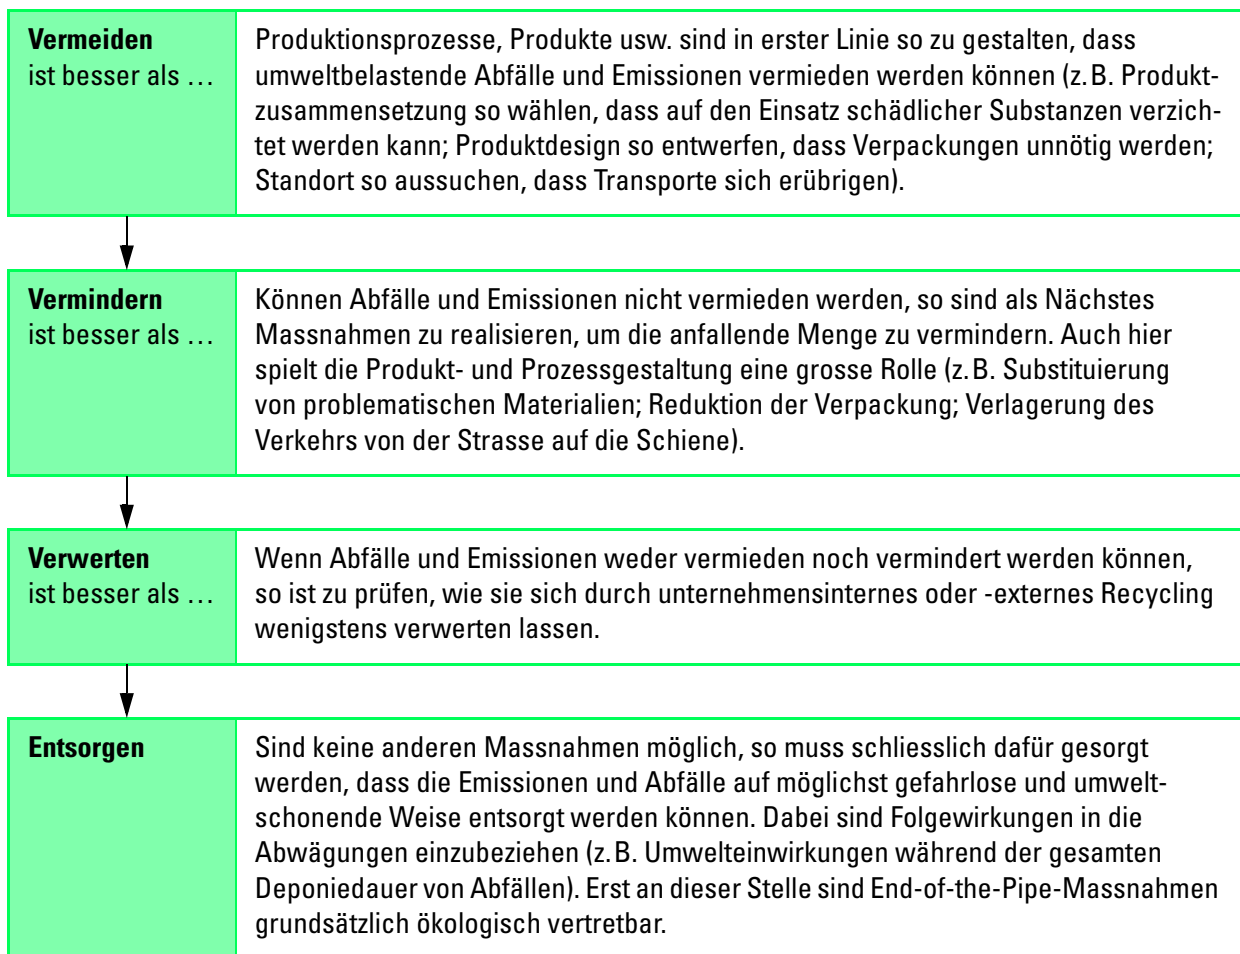 Vermeiden
ist besser als …
Produktionsprozesse, Produkte usw. sind in erster Linie so zu gestalten, dass
umweltbelastende Abfälle und Emissionen vermieden werden können (z. B. Produkt-
zusammensetzung so wählen, dass auf den Einsatz schädlicher Substanzen verzich-
tet werden kann; Produktdesign so entwerfen, dass Verpackungen unnötig werden;
Standort so aussuchen, dass Transporte sich erübrigen).
Vermindern
ist besser als …
Können Abfälle und Emissionen nicht vermieden werden, so sind als Nächstes
Massnahmen zu realisieren, um die anfallende Menge zu vermindern. Auch hier
spielt die Produkt- und Prozessgestaltung eine grosse Rolle (z. B. Substituierung
von problematischen Materialien; Reduktion der Verpackung; Verlagerung des
Verkehrs von der Strasse auf die Schiene).
Verwerten
ist besser als …
Wenn Abfälle und Emissionen weder vermieden noch vermindert werden können,
so ist zu prüfen, wie sie sich durch unternehmensinternes oder -externes Recycling
wenigstens verwerten lassen.
Entsorgen
Sind keine anderen Massnahmen möglich, so muss schliesslich dafür gesorgt
werden, dass die Emissionen und Abfälle auf möglichst gefahrlose und umwelt-
schonende Weise entsorgt werden können. Dabei sind Folgewirkungen in die
Abwägungen einzubeziehen (z. B. Umwelteinwirkungen während der gesamten
Deponiedauer von Abfällen). Erst an dieser Stelle sind End-of-the-Pipe-Massnahmen
grundsätzlich ökologisch vertretbar.